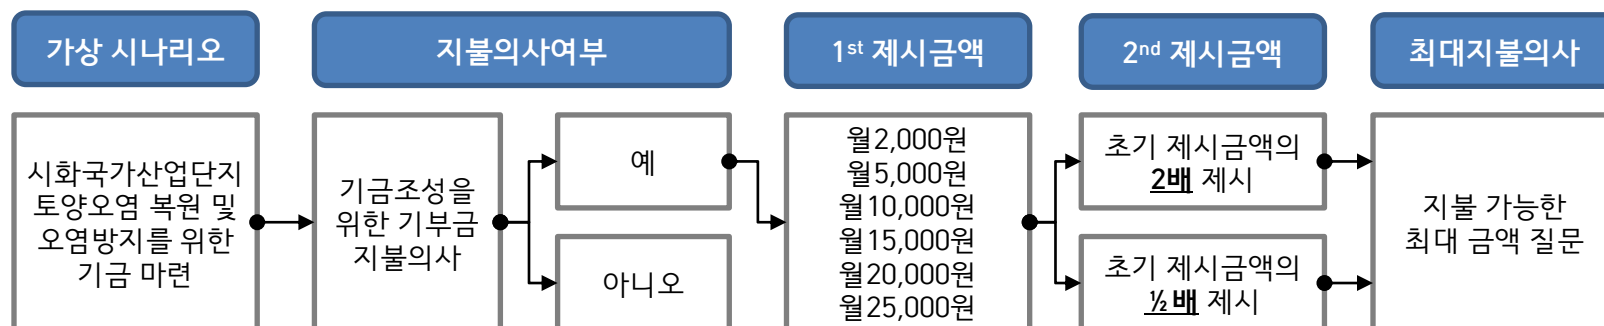 가상 시나리오
지불의사여부
1st 제시금액
2nd 제시금액
최대지불의사
시화국가산업단지
토양오염 복원 및
오염방지를 위한
기금 마련
기금조성을
위한 기부금
지불의사
예
아니오
월2,000원
월5,000원
월10,000원
월15,000원
월20,000원
월25,000원
초기 제시금액의
2배 제시
초기 제시금액의
½배 제시
지불 가능한
최대 금액 질문